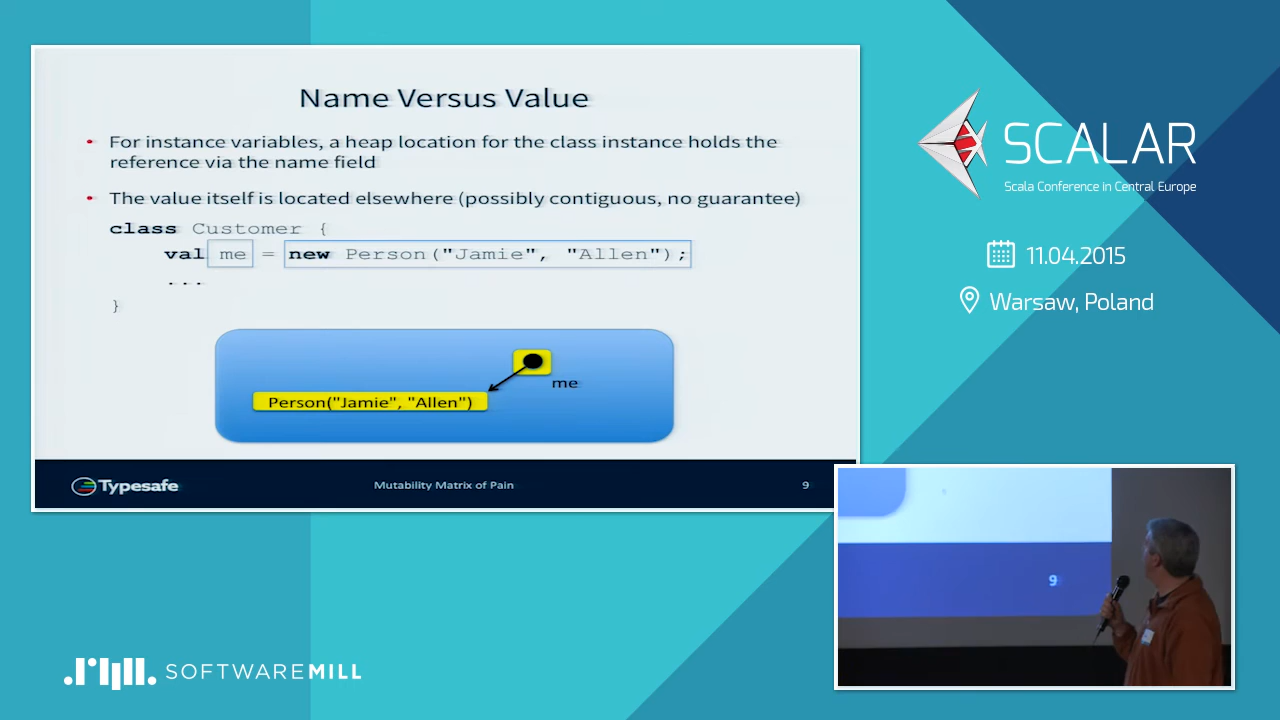 Name Versus Value
• For instance variables, a heap location for the class instance holds the
reference via the name field
• The value itself is located elsewhere (possibly contiguous, no guarantee)
class Customer {
val me = new Person("Jamie", "Allen");
...
}
me
Person("Jamie", "Allen")
Typesafe
Mutability Matrix of Pain
9
SCALAR
Scala Conference in Central Europe
11.04.2015
Warsaw, Poland
9
SOFTWAREMILL